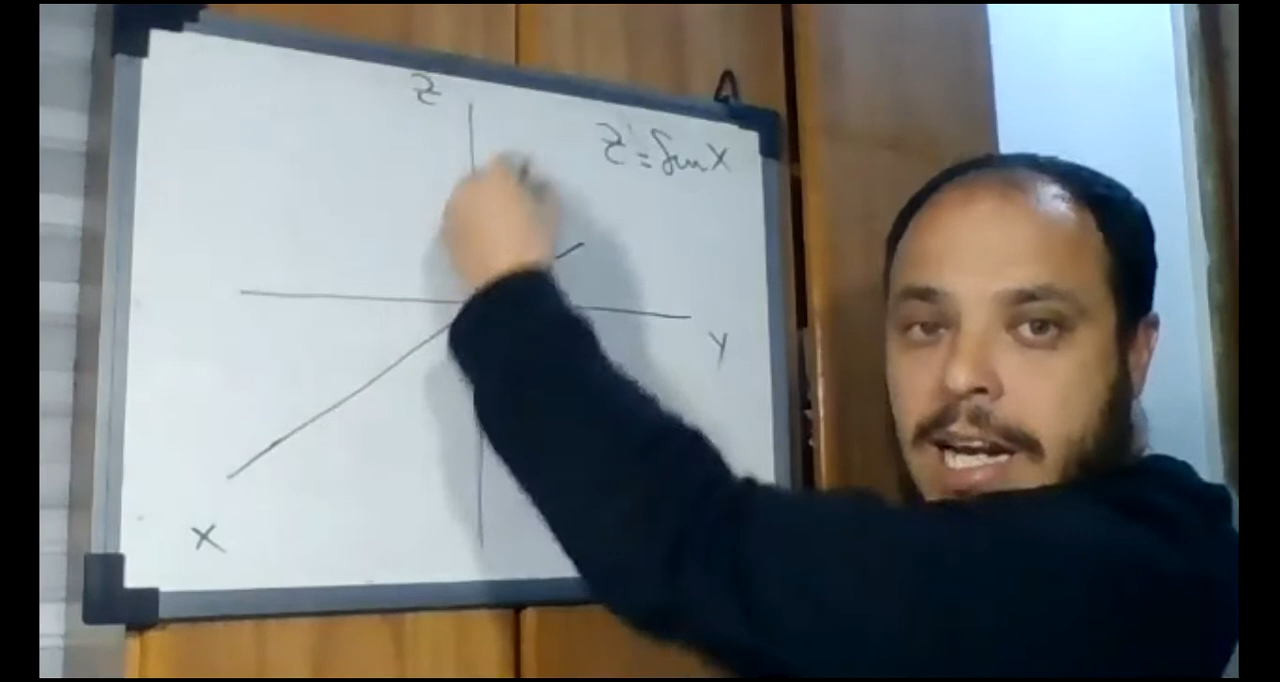 z
z = sen x
y
x